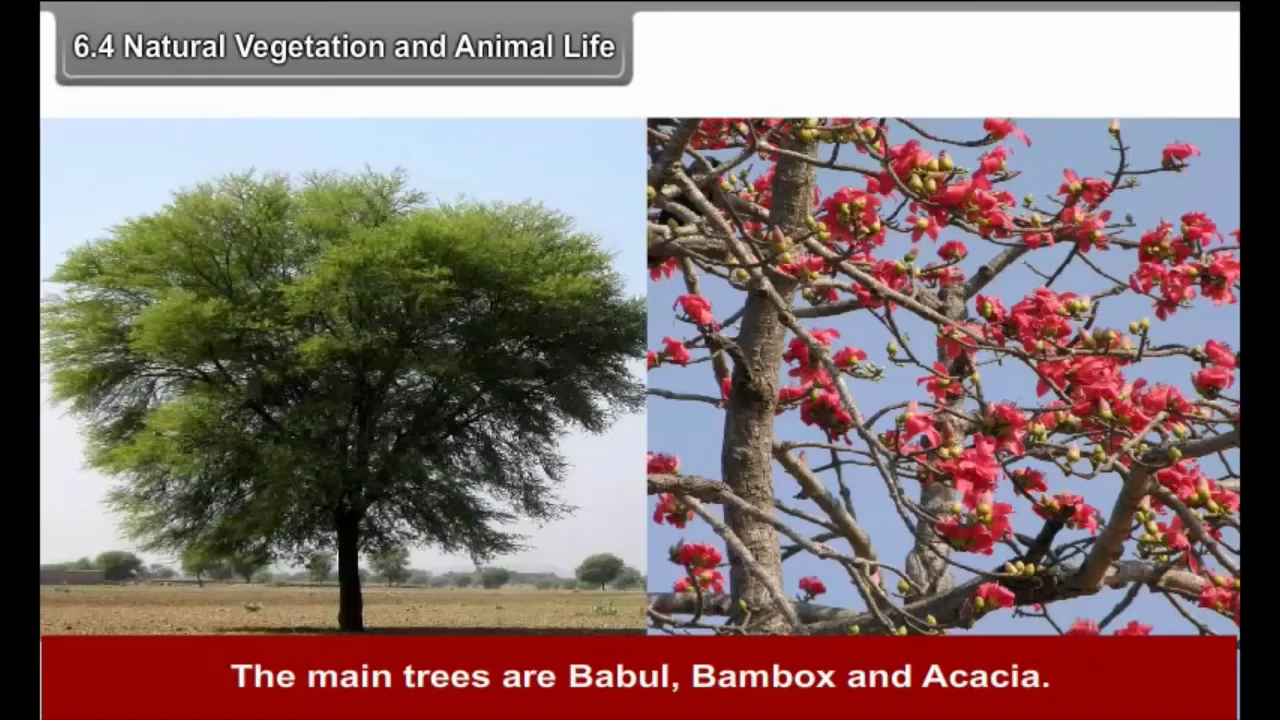 6.4 Natural Vegetation and Animal Life
The main trees are Babul, Bambox and Acacia.